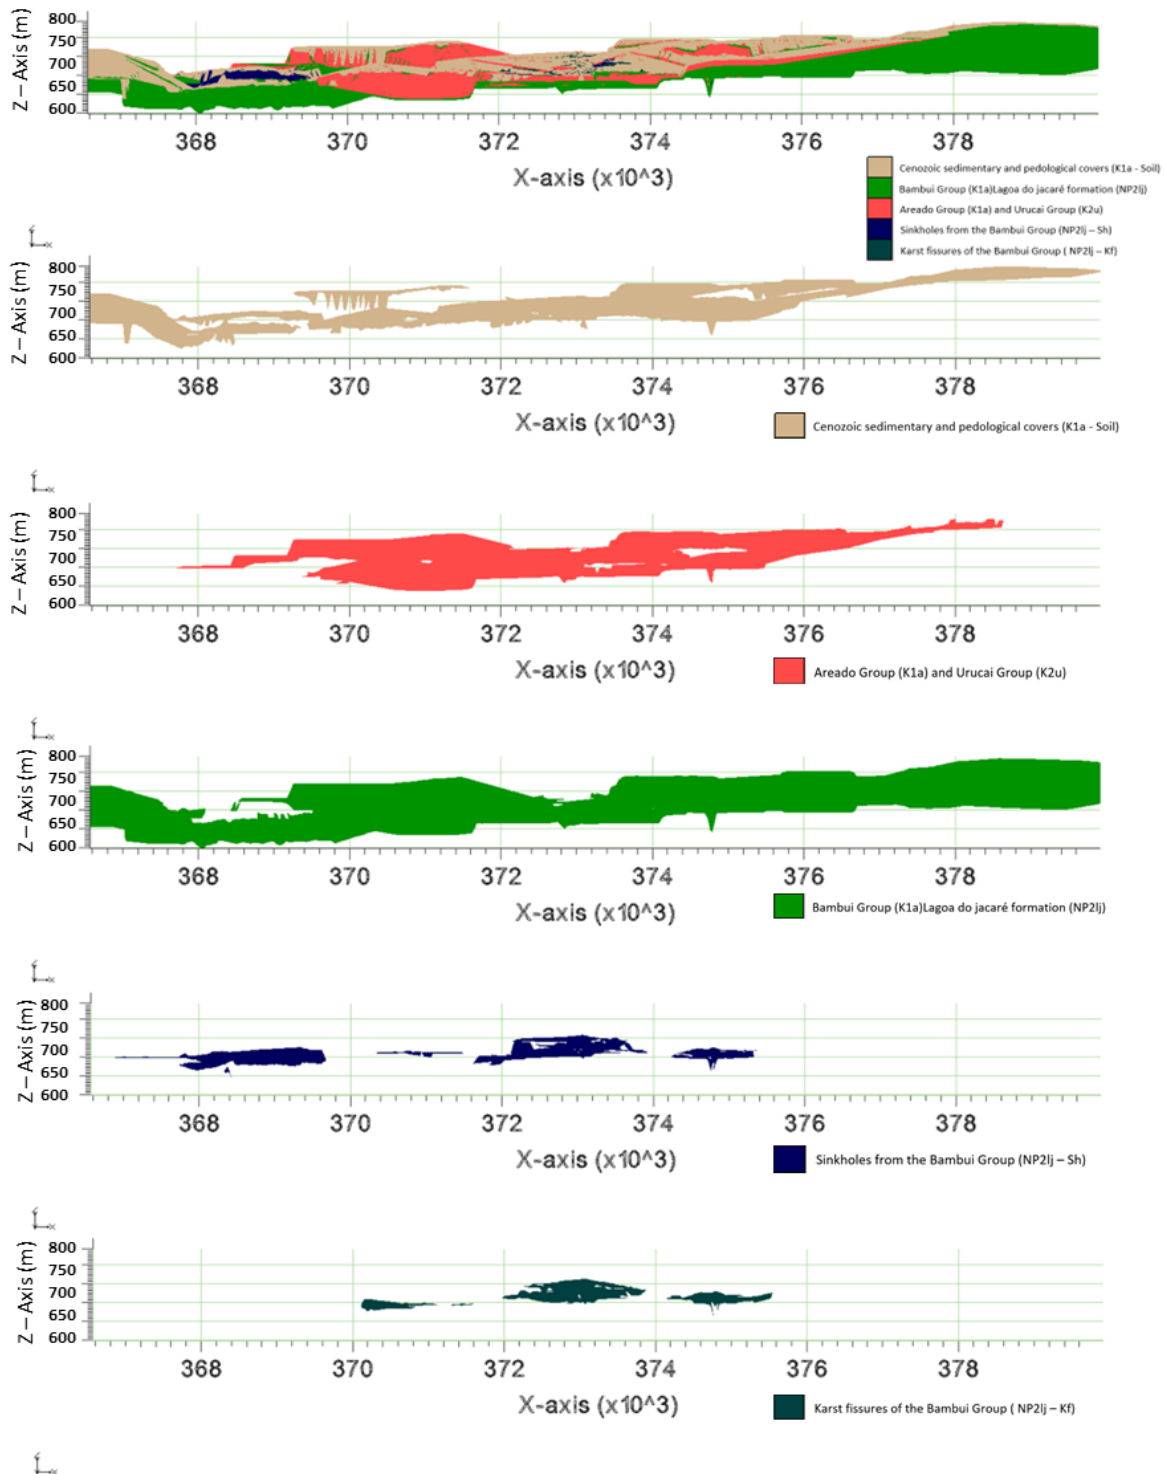 Z – Axis (m)
800
750
700
650
600
368 370 372 374 376 378
X-axis (x10^3)
Cenozoic sedimentary and pedological covers (K1a - Soil)
Bambui Group (K1a)Lagoa do jacaré formation (NP2lj)
Areado Group (K1a) and Urucai Group (K2u)
Sinkholes from the Bambui Group (NP2lj – Sh)
Karst fissures of the Bambui Group ( NP2lj – Kf)
Z – Axis (m)
800
750
700
650
600
368 370 372 374 376 378
X-axis (x10^3)
Cenozoic sedimentary and pedological covers (K1a - Soil)
Z – Axis (m)
800
750
700
650
600
368 370 372 374 376 378
X-axis (x10^3)
Areado Group (K1a) and Urucai Group (K2u)
Z – Axis (m)
800
750
700
650
600
368 370 372 374 376 378
X-axis (x10^3)
Bambui Group (K1a)Lagoa do jacaré formation (NP2lj)
Z – Axis (m)
800
750
700
650
600
368 370 372 374 376 378
X-axis (x10^3)
Sinkholes from the Bambui Group (NP2lj – Sh)
Z – Axis (m)
800
750
700
650
600
368 370 372 374 376 378
X-axis (x10^3)
Karst fissures of the Bambui Group ( NP2lj – Kf)